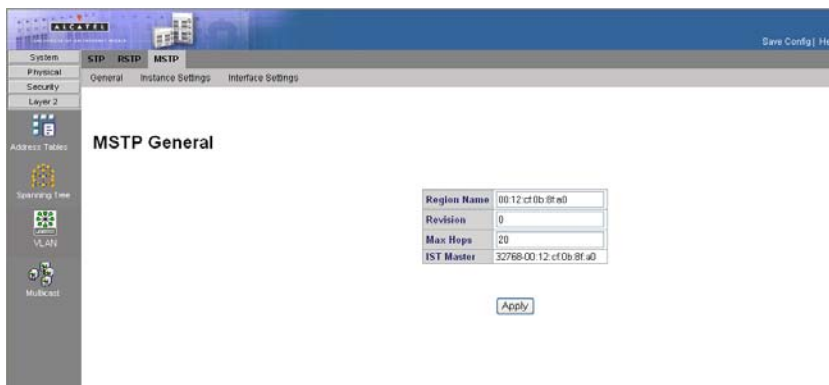 ALCATEL
Save Config | He
System
Physical
Security
Layer 2
Address Tables
Spanning Tree
VLAN
Multicast
STP RSTP MSTP
General Instance Settings Interface Settings
MSTP General
Region Name 00:12:cf:0b:8f:a0
Revision 0
Max Hops 20
IST Master 32768-00:12:cf:0b:8f:a0
Apply